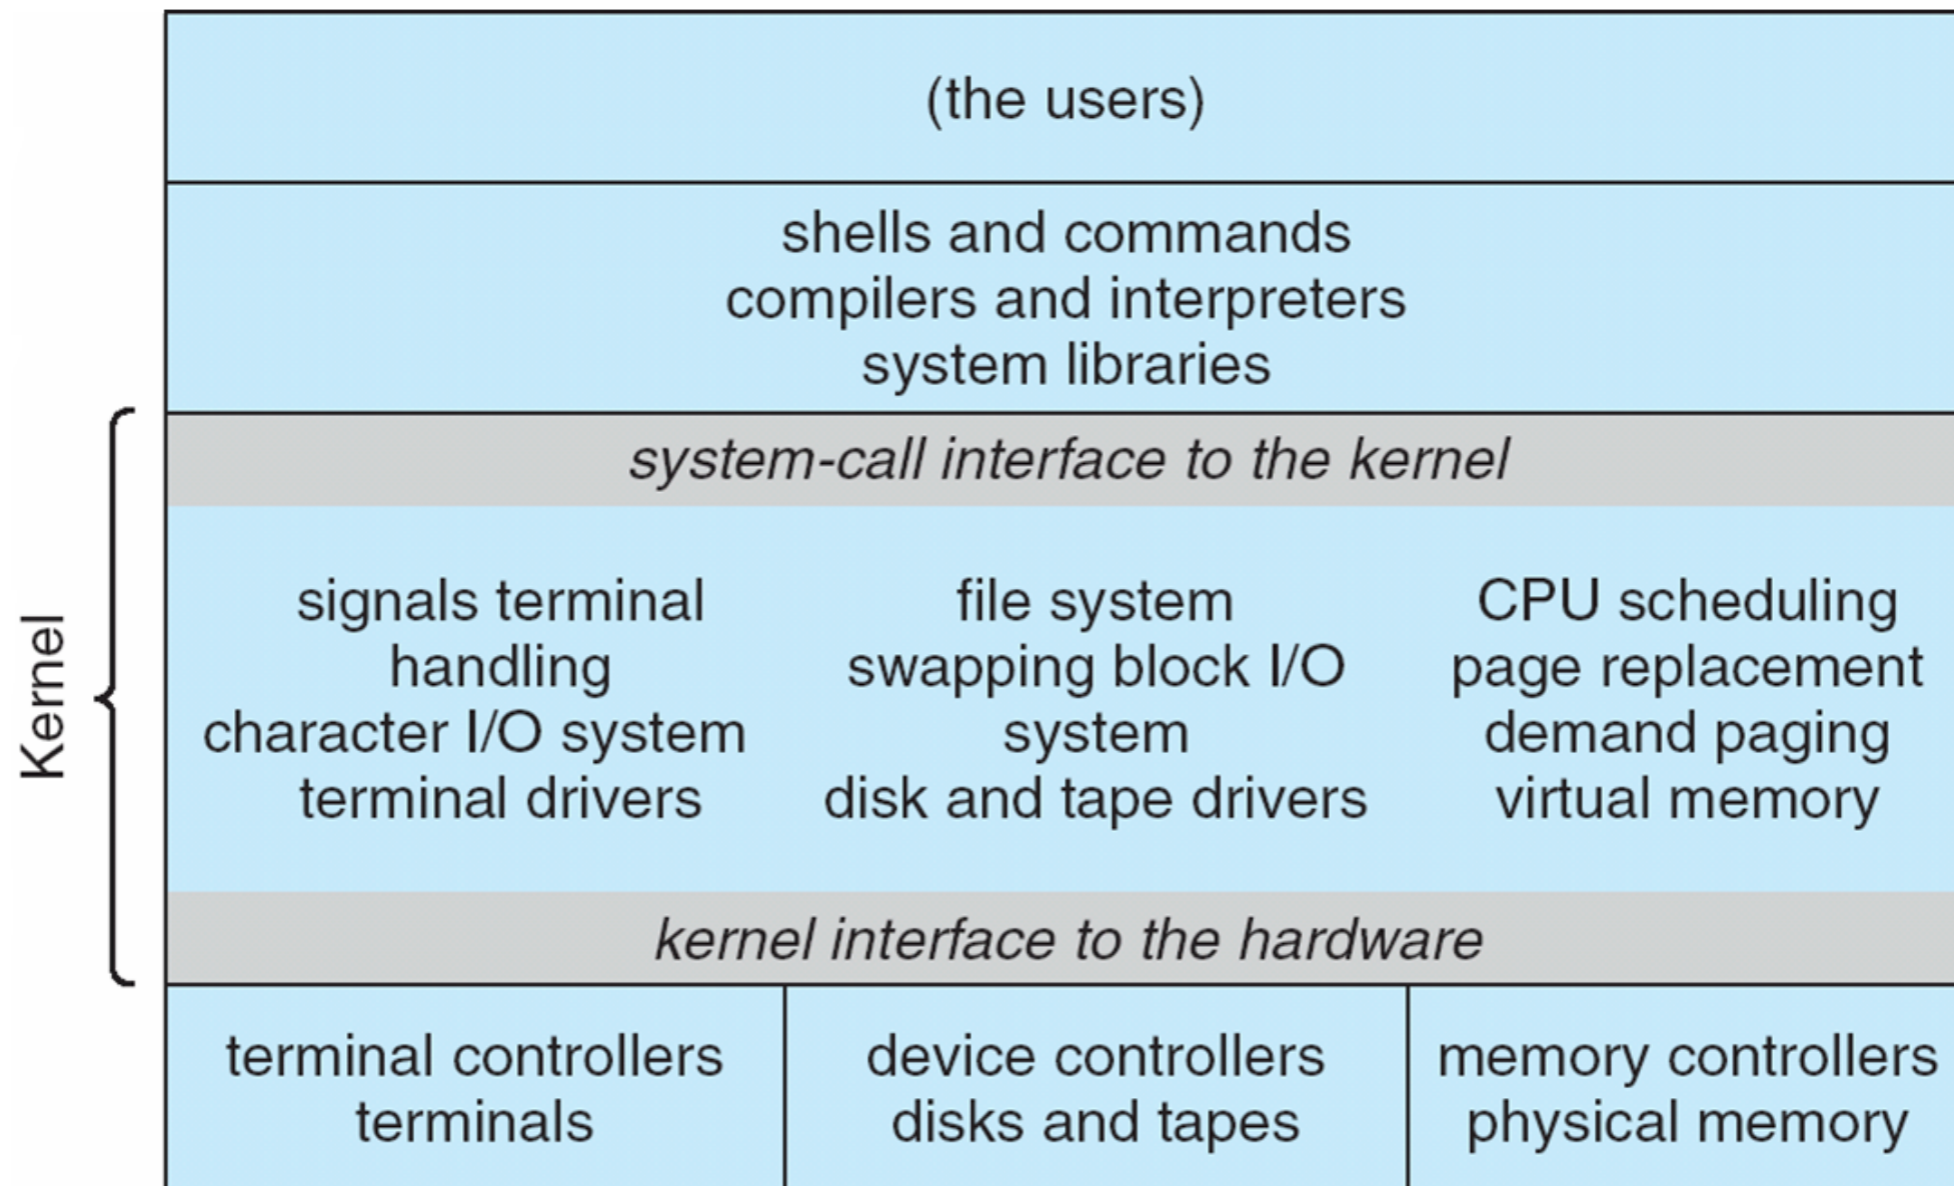 (the users)
shells and commands
compilers and interpreters
system libraries
Kernel
system-call interface to the kernel
signals terminal
handling
character I/O system
terminal drivers
file system
swapping block I/O
system
disk and tape drivers
CPU scheduling
page replacement
demand paging
virtual memory
kernel interface to the hardware
terminal controllers
terminals
device controllers
disks and tapes
memory controllers
physical memory